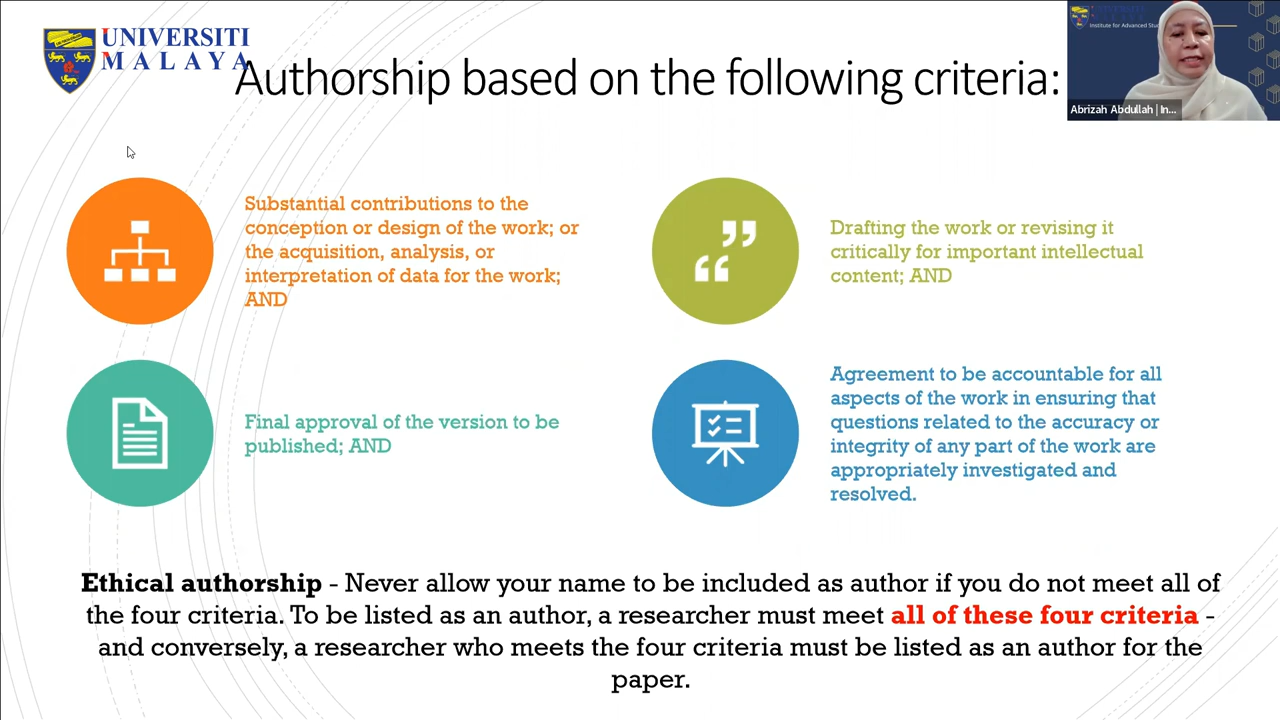 UNIVERSITI
MALAYA
Authorship based on the following criteria:
Institute for Advanced Stu
Abrizah Abdullah | In...
Substantial contributions to the
conception or design of the work; or
the acquisition, analysis, or
interpretation of data for the work;
AND
Drafting the work or revising it
critically for important intellectual
content; AND
Final approval of the version to be
published; AND
Agreement to be accountable for all
aspects of the work in ensuring that
questions related to the accuracy or
integrity of any part of the work are
appropriately investigated and
resolved.
Ethical authorship - Never allow your name to be included as author if you do not meet all of
the four criteria. To be listed as an author, a researcher must meet all of these four criteria -
and conversely, a researcher who meets the four criteria must be listed as an author for the
paper.